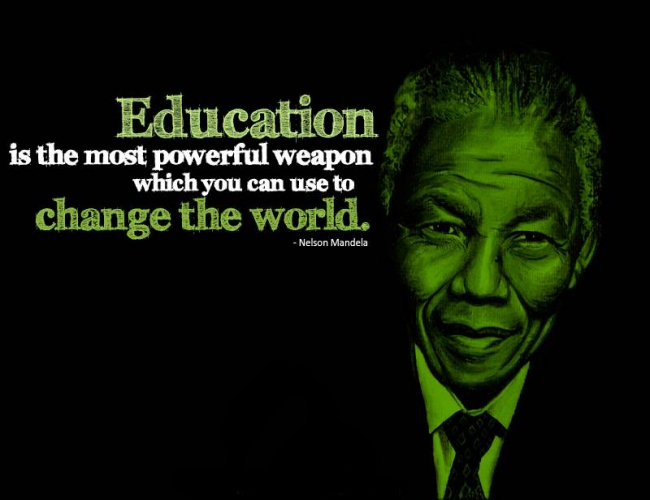 Education
is the most powerful weapon
which you can use to
change the world.
- Nelson Mandela